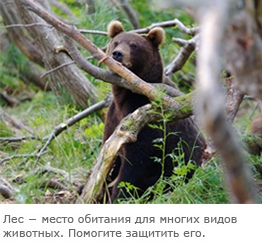 Лес — место обитания для многих видов
животных. Помогите защитить его.